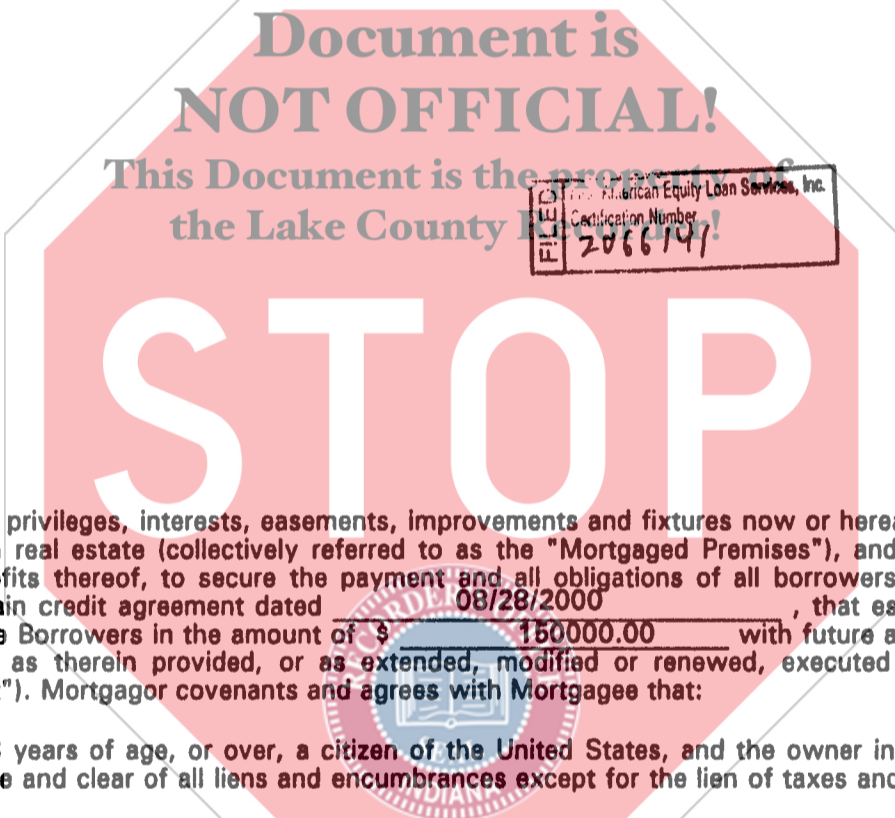 Document is
NOT OFFICIAL!
This Document is the property of
the Lake County Recorder!
FILED
American Equity Loan Services, Inc.
Certification Number
2066141
STOP
privileges, interests, easements, improvements and fixtures now or herea
real estate (collectively referred to as the "Mortgaged Premises"), and
fits thereof, to secure the payment and all obligations of all borrowers
in credit agreement dated 08/28/2000, that es
Borrowers in the amount of $ 160000.00 with future a
as therein provided, or as extended, modified or renewed, executed
"). Mortgagor covenants and agrees with Mortgagee that:
years of age, or over, a citizen of the United States, and the owner in
e and clear of all liens and encumbrances except for the lien of taxes and
RECORDER
SEAL
INDIANA